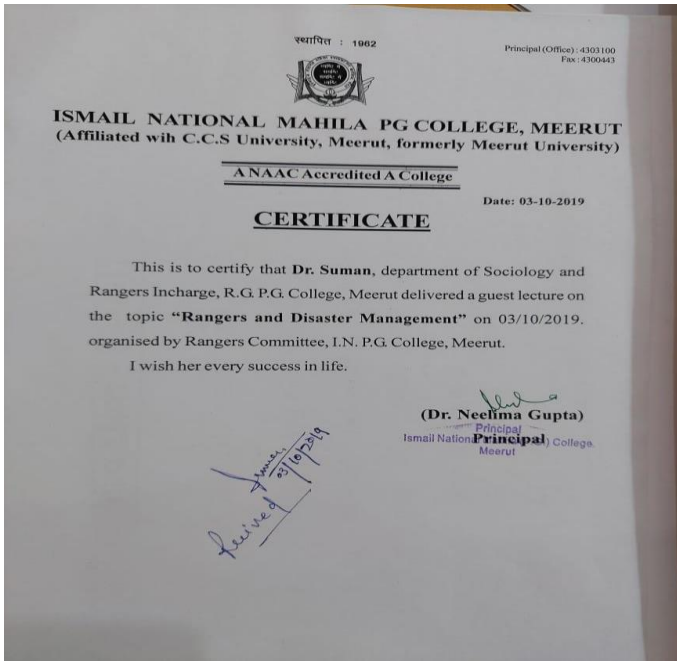 स्थापित : 1962
Principal (Office) : 4303100
Fax : 4300443
ISMAIL NATIONAL MAHILA PG COLLEGE, MEERUT
(Affiliated wih C.C.S University, Meerut, formerly Meerut University)
A NAAC Accredited A College
Date: 03-10-2019
CERTIFICATE
This is to certify that Dr. Suman, department of Sociology and
Rangers Incharge, R.G. P.G. College, Meerut delivered a guest lecture on
the topic “Rangers and Disaster Management” on 03/10/2019.
organised by Rangers Committee, I.N. P.G. College, Meerut.
I wish her every success in life.
(Dr. Neelima Gupta)
Principal
Principal
Ismail National College.
Meerut
Suman
03/10/2019
Received